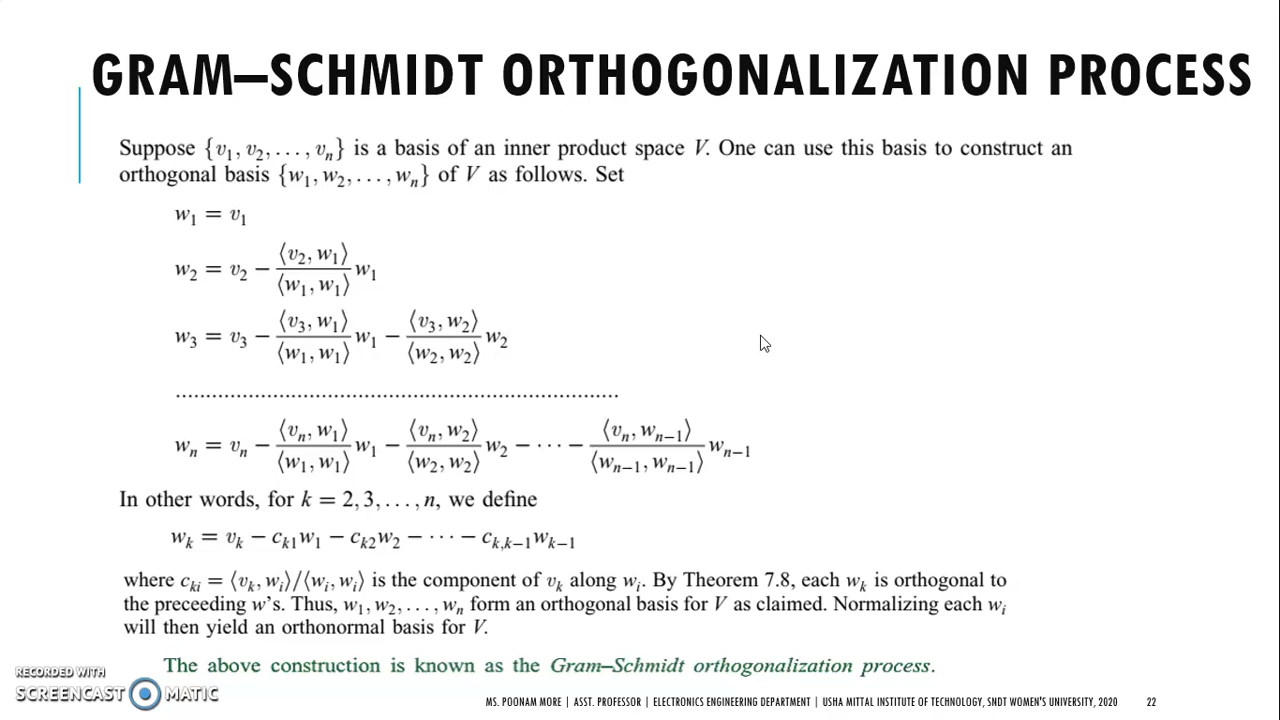 GRAM–SCHMIDT ORTHOGONALIZATION PROCESS
Suppose {v₁, v₂, . . . , vₙ} is a basis of an inner product space V. One can use this basis to construct an
orthogonal basis {w₁, w₂, . . . , wₙ} of V as follows. Set
w₁ = v₁
w₂ = v₂ − ⟨v₂, w₁⟩/⟨w₁, w₁⟩ w₁
w₃ = v₃ − ⟨v₃, w₁⟩/⟨w₁, w₁⟩ w₁ − ⟨v₃, w₂⟩/⟨w₂, w₂⟩ w₂
.........................................................................
wₙ = vₙ − ⟨vₙ, w₁⟩/⟨w₁, w₁⟩ w₁ − ⟨vₙ, w₂⟩/⟨w₂, w₂⟩ w₂ − · · · − ⟨vₙ, wₙ₋₁⟩/⟨wₙ₋₁, wₙ₋₁⟩ wₙ₋₁
In other words, for k = 2, 3, . . . , n, we define
wₖ = vₖ − cₖ₁w₁ − cₖ₂w₂ − · · · − cₖ,ₖ₋₁wₖ₋₁
where cₖᵢ = ⟨vₖ, wᵢ⟩/⟨wᵢ, wᵢ⟩ is the component of vₖ along wᵢ. By Theorem 7.8, each wₖ is orthogonal to
the preceeding w's. Thus, w₁, w₂, . . . , wₙ form an orthogonal basis for V as claimed. Normalizing each wᵢ
will then yield an orthonormal basis for V.
The above construction is known as the Gram–Schmidt orthogonalization process.
RECORDED WITH
SCREENCAST MATIC
MS. POONAM MORE | ASST. PROFESSOR | ELECTRONICS ENGINEERING DEPARTMENT | USHA MITTAL INSTITUTE OF TECHNOLOGY, SNDT WOMEN'S UNIVERSITY, 2020 22